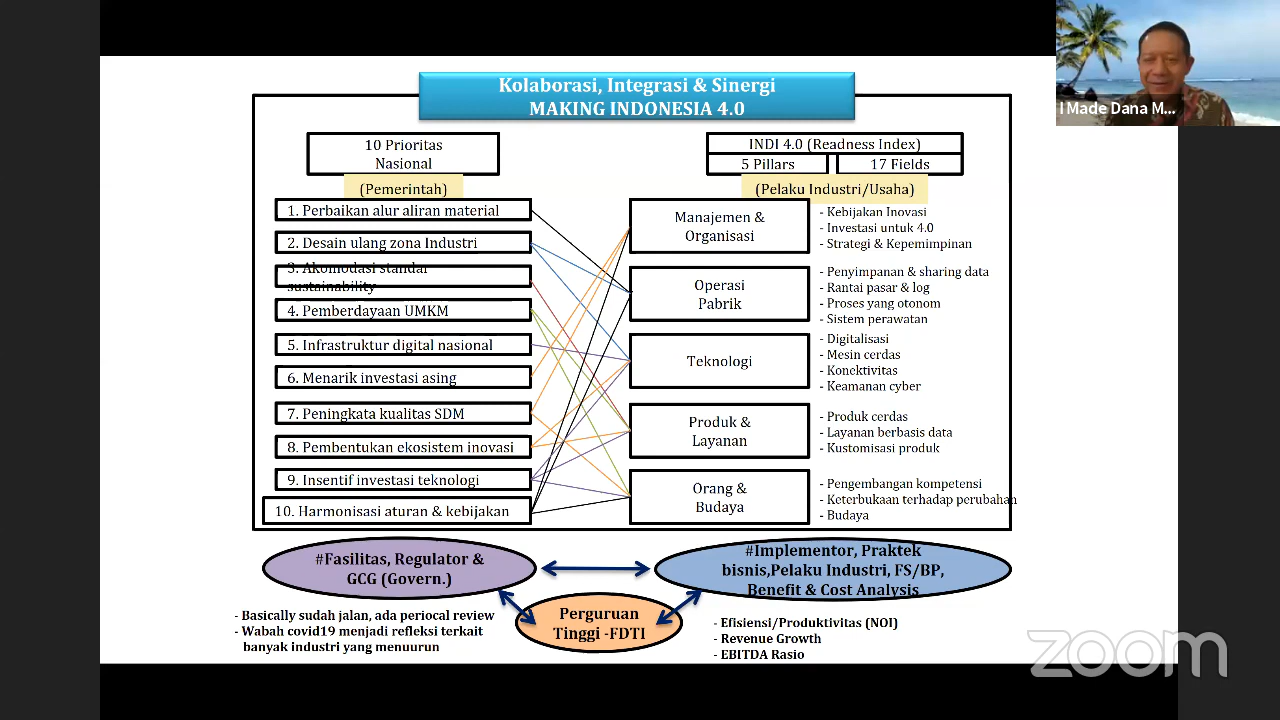 Kolaborasi, Integrasi & Sinergi
MAKING INDONESIA 4.0
I Made Dana M...
10 Prioritas
Nasional
(Pemerintah)
1. Perbaikan alur aliran material
2. Desain ulang zona Industri
3. Akomodasi standar
sustainability
4. Pemberdayaan UMKM
5. Infrastruktur digital nasional
6. Menarik investasi asing
7. Peningkata kualitas SDM
8. Pembentukan ekosistem inovasi
9. Insentif investasi teknologi
10. Harmonisasi aturan & kebijakan
INDI 4.0 (Readness Index)
5 Pillars
17 Fields
(Pelaku Industri/Usaha)
Manajemen &
Organisasi
- Kebijakan Inovasi
- Investasi untuk 4.0
- Strategi & Kepemimpinan
Operasi
Pabrik
- Penyimpanan & sharing data
- Rantai pasar & log
- Proses yang otonom
- Sistem perawatan
Teknologi
- Digitalisasi
- Mesin cerdas
- Konektivitas
- Keamanan cyber
Produk &
Layanan
- Produk cerdas
- Layanan berbasis data
- Kustomisasi produk
Orang &
Budaya
- Pengembangan kompetensi
- Keterbukaan terhadap perubahan
- Budaya
#Fasilitas, Regulator &
GCG (Govern.)
#Implementor, Praktek
bisnis,Pelaku Industri, FS/BP,
Benefit & Cost Analysis
Perguruan
Tinggi -FDTI
- Basically sudah jalan, ada periocal review
- Wabah covid19 menjadi refleksi terkait
banyak industri yang menuurun
- Efisiensi/Produktivitas (NOI)
- Revenue Growth
- EBITDA Rasio
zoom